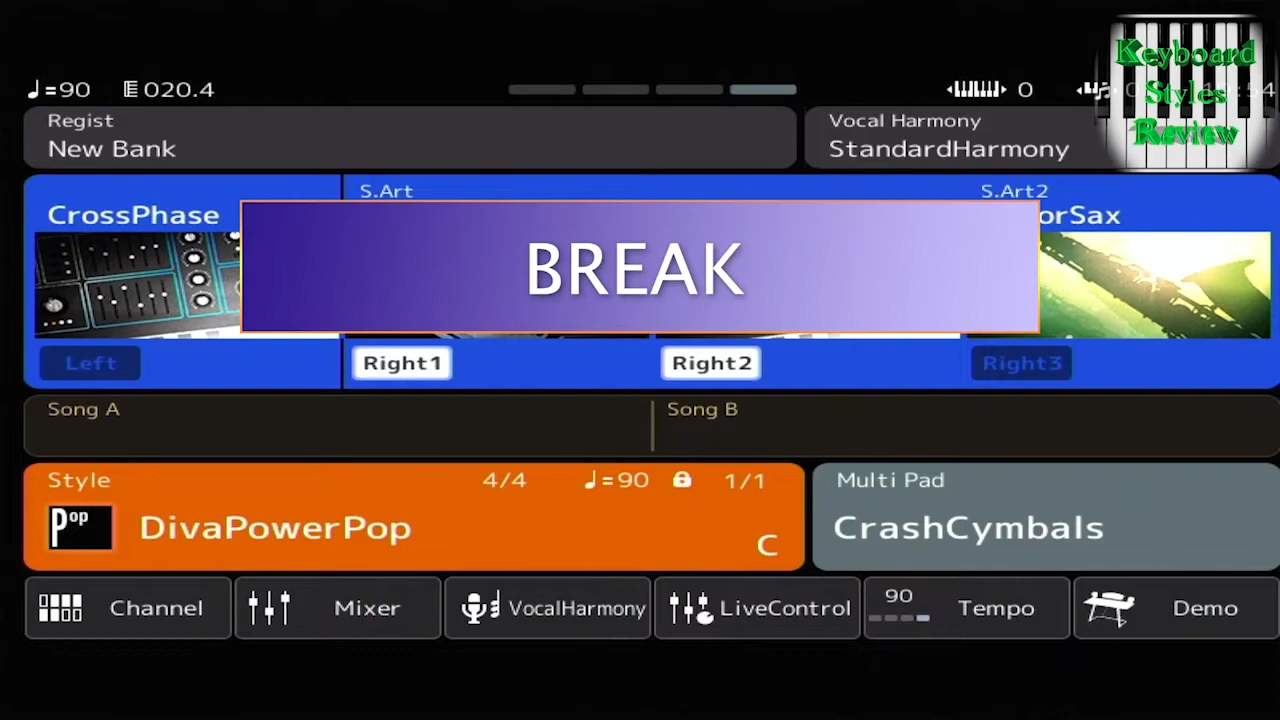 =90
020.4
0
Keyboard
Styles
Review
Regist
New Bank
Vocal Harmony
StandardHarmony
CrossPhase
S.Art
S.Art2
orSax
BREAK
Left
Right1
Right2
Right3
Song A
Song B
Style
4/4
=90
1/1
Pop
DivaPowerPop
C
Multi Pad
CrashCymbals
Channel
Mixer
VocalHarmony
LiveControl
90
Tempo
Demo